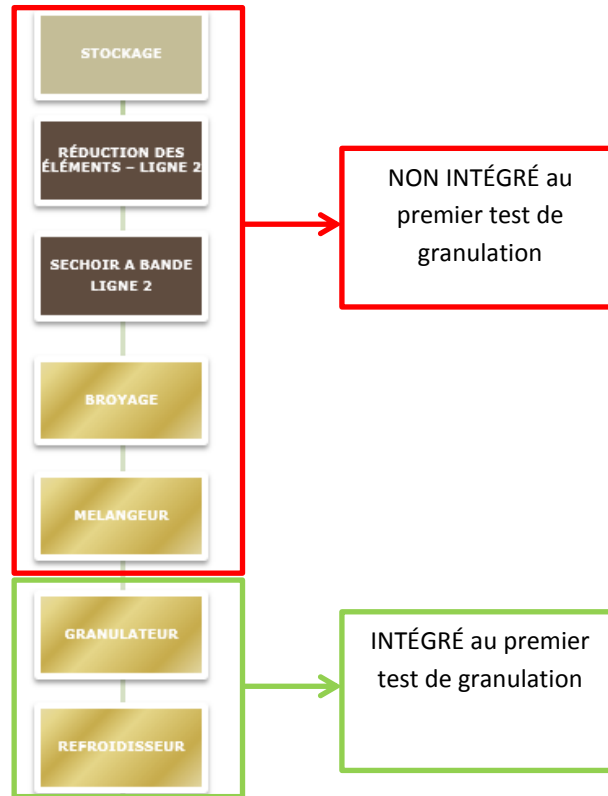 STOCKAGE
RÉDUCTION DES
ÉLÉMENTS – LIGNE 2
SECHOIR A BANDE
LIGNE 2
BROYAGE
MELANGEUR
GRANULATEUR
REFROIDISSEUR
NON INTÉGRÉ au
premier test de
granulation
INTÉGRÉ au premier
test de granulation